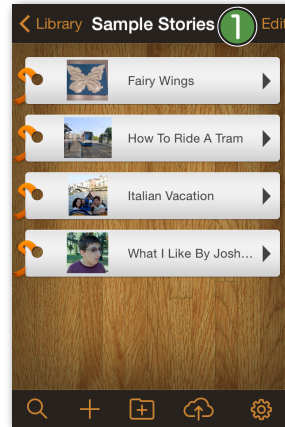 Library Sample Stories 1 Edit
Fairy Wings
How To Ride A Tram
Italian Vacation
What I Like By Josh...